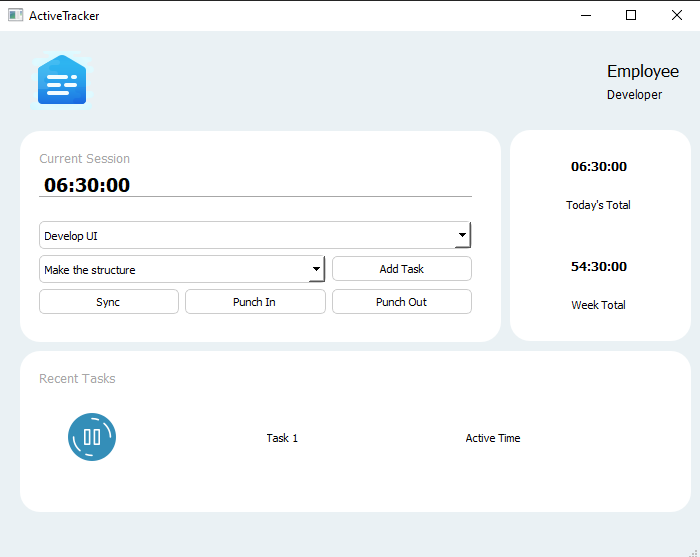 ActiveTracker
Employee
Developer
Current Session
06:30:00
Develop UI
Make the structure
Add Task
Sync
Punch In
Punch Out
06:30:00
Today's Total
54:30:00
Week Total
Recent Tasks
Task 1
Active Time